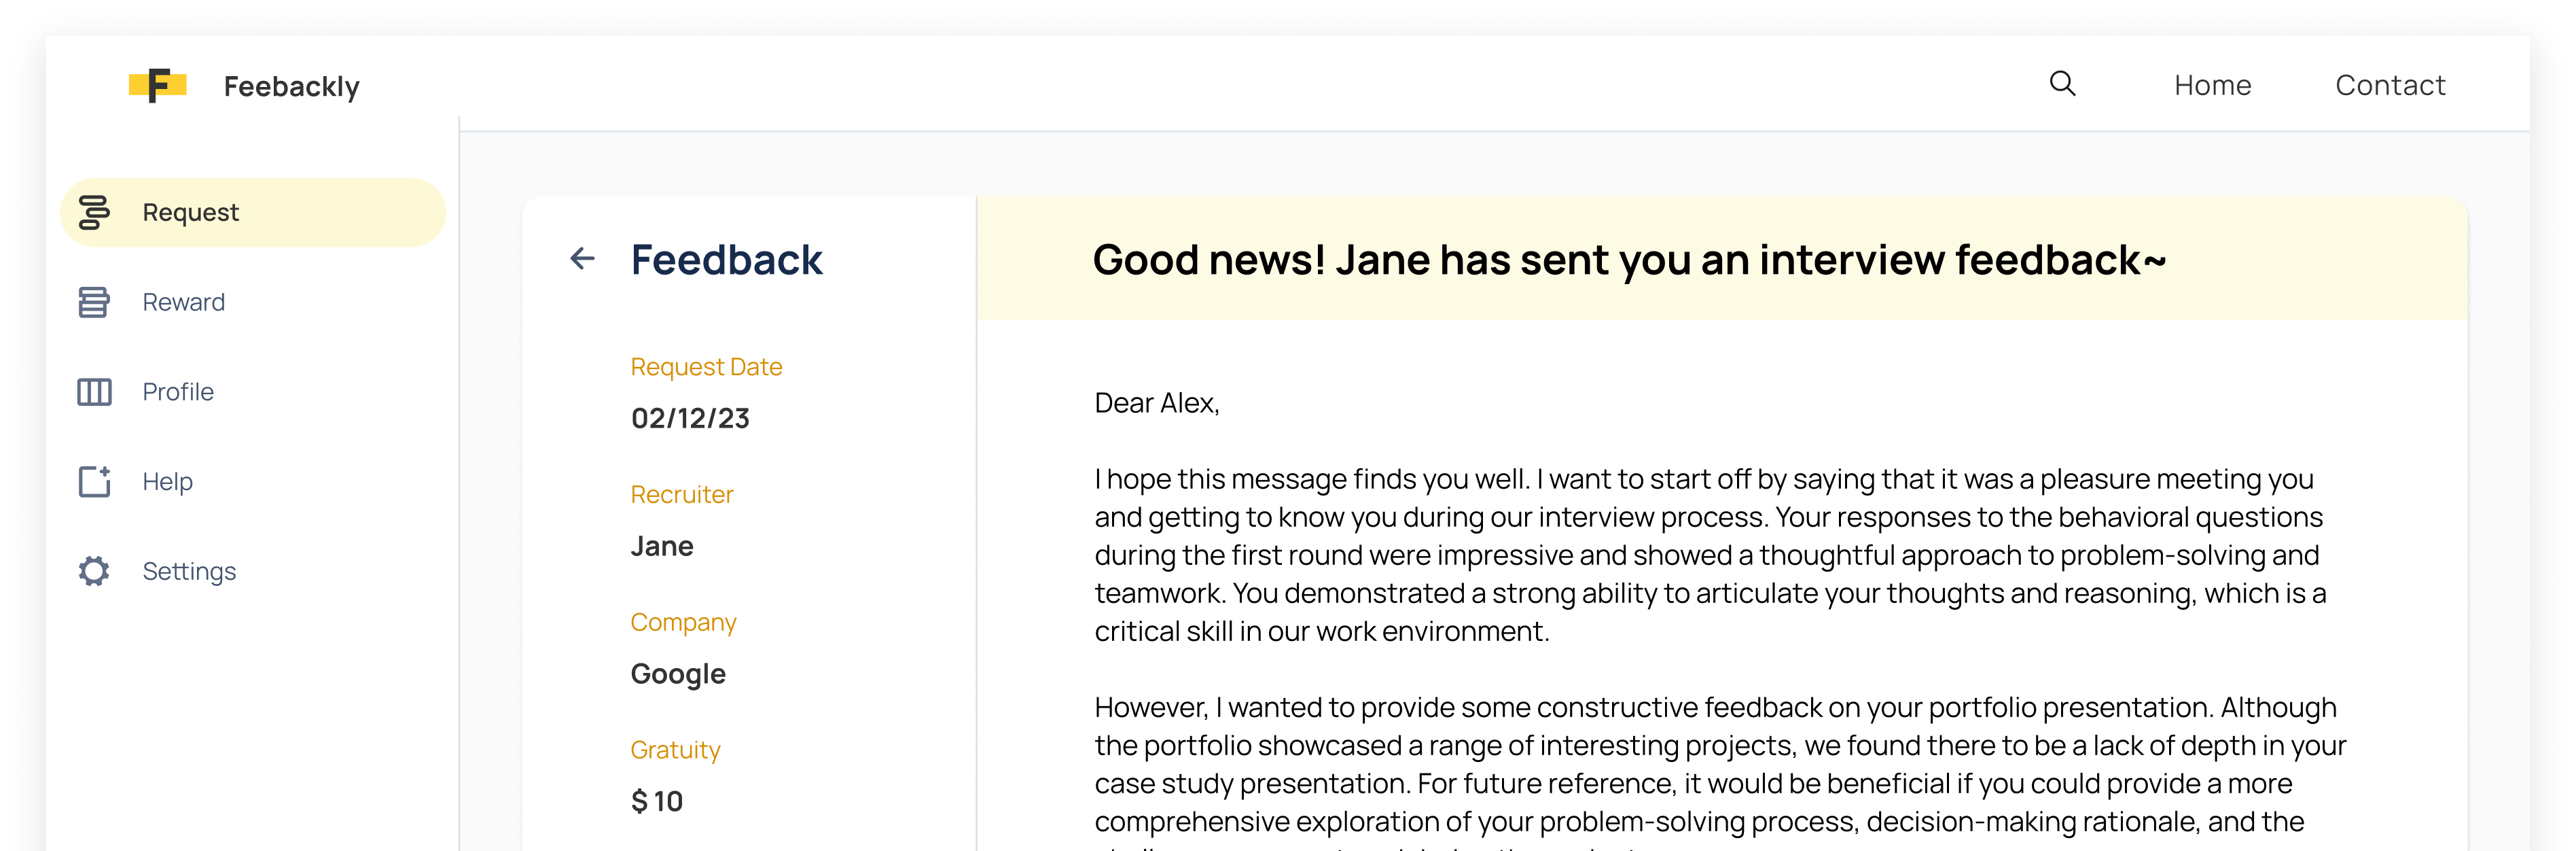 F Feebackly
Home Contact
Request
Reward
Profile
Help
Settings
Feedback
Request Date
02/12/23
Recruiter
Jane
Company
Google
Gratuity
$ 10
Good news! Jane has sent you an interview feedback~
Dear Alex,
I hope this message finds you well. I want to start off by saying that it was a pleasure meeting you
and getting to know you during our interview process. Your responses to the behavioral questions
during the first round were impressive and showed a thoughtful approach to problem-solving and
teamwork. You demonstrated a strong ability to articulate your thoughts and reasoning, which is a
critical skill in our work environment.
However, I wanted to provide some constructive feedback on your portfolio presentation. Although
the portfolio showcased a range of interesting projects, we found there to be a lack of depth in your
case study presentation. For future reference, it would be beneficial if you could provide a more
comprehensive exploration of your problem-solving process, decision-making rationale, and the